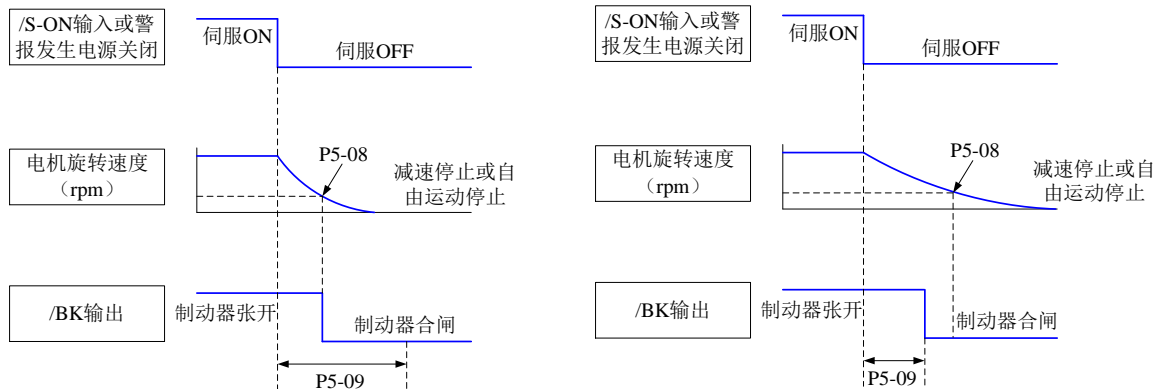 /S-ON输入或警
报发生电源关闭
伺服ON
伺服OFF
电机旋转速度
（rpm）
P5-08
减速停止或自
由运动停止
/BK输出
制动器张开
制动器合闸
P5-09
/S-ON输入或警
报发生电源关闭
伺服ON
伺服OFF
电机旋转速度
（rpm）
P5-08
减速停止或自
由运动停止
/BK输出
制动器张开
制动器合闸
P5-09